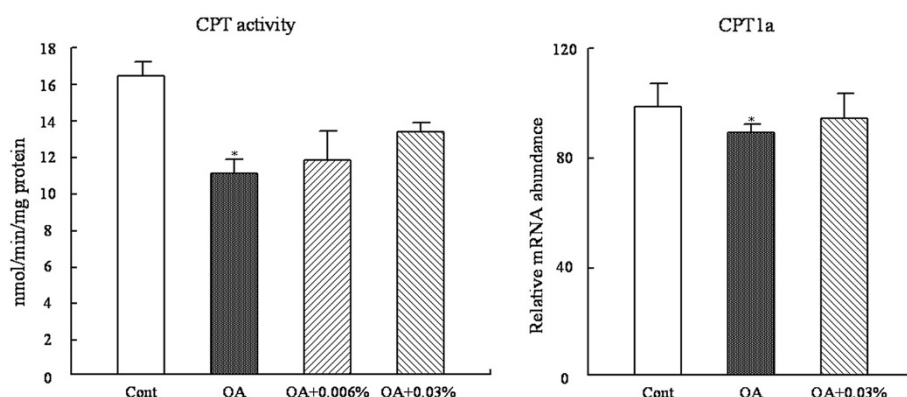 CPT activity
nmol/min/mg protein
18
16
14
12
10
8
6
4
2
0
*
Cont
OA
OA+0.006%
OA+0.03%
CPT1a
Relative mRNA abundance
120
80
40
0
*
Cont
OA
OA+0.03%